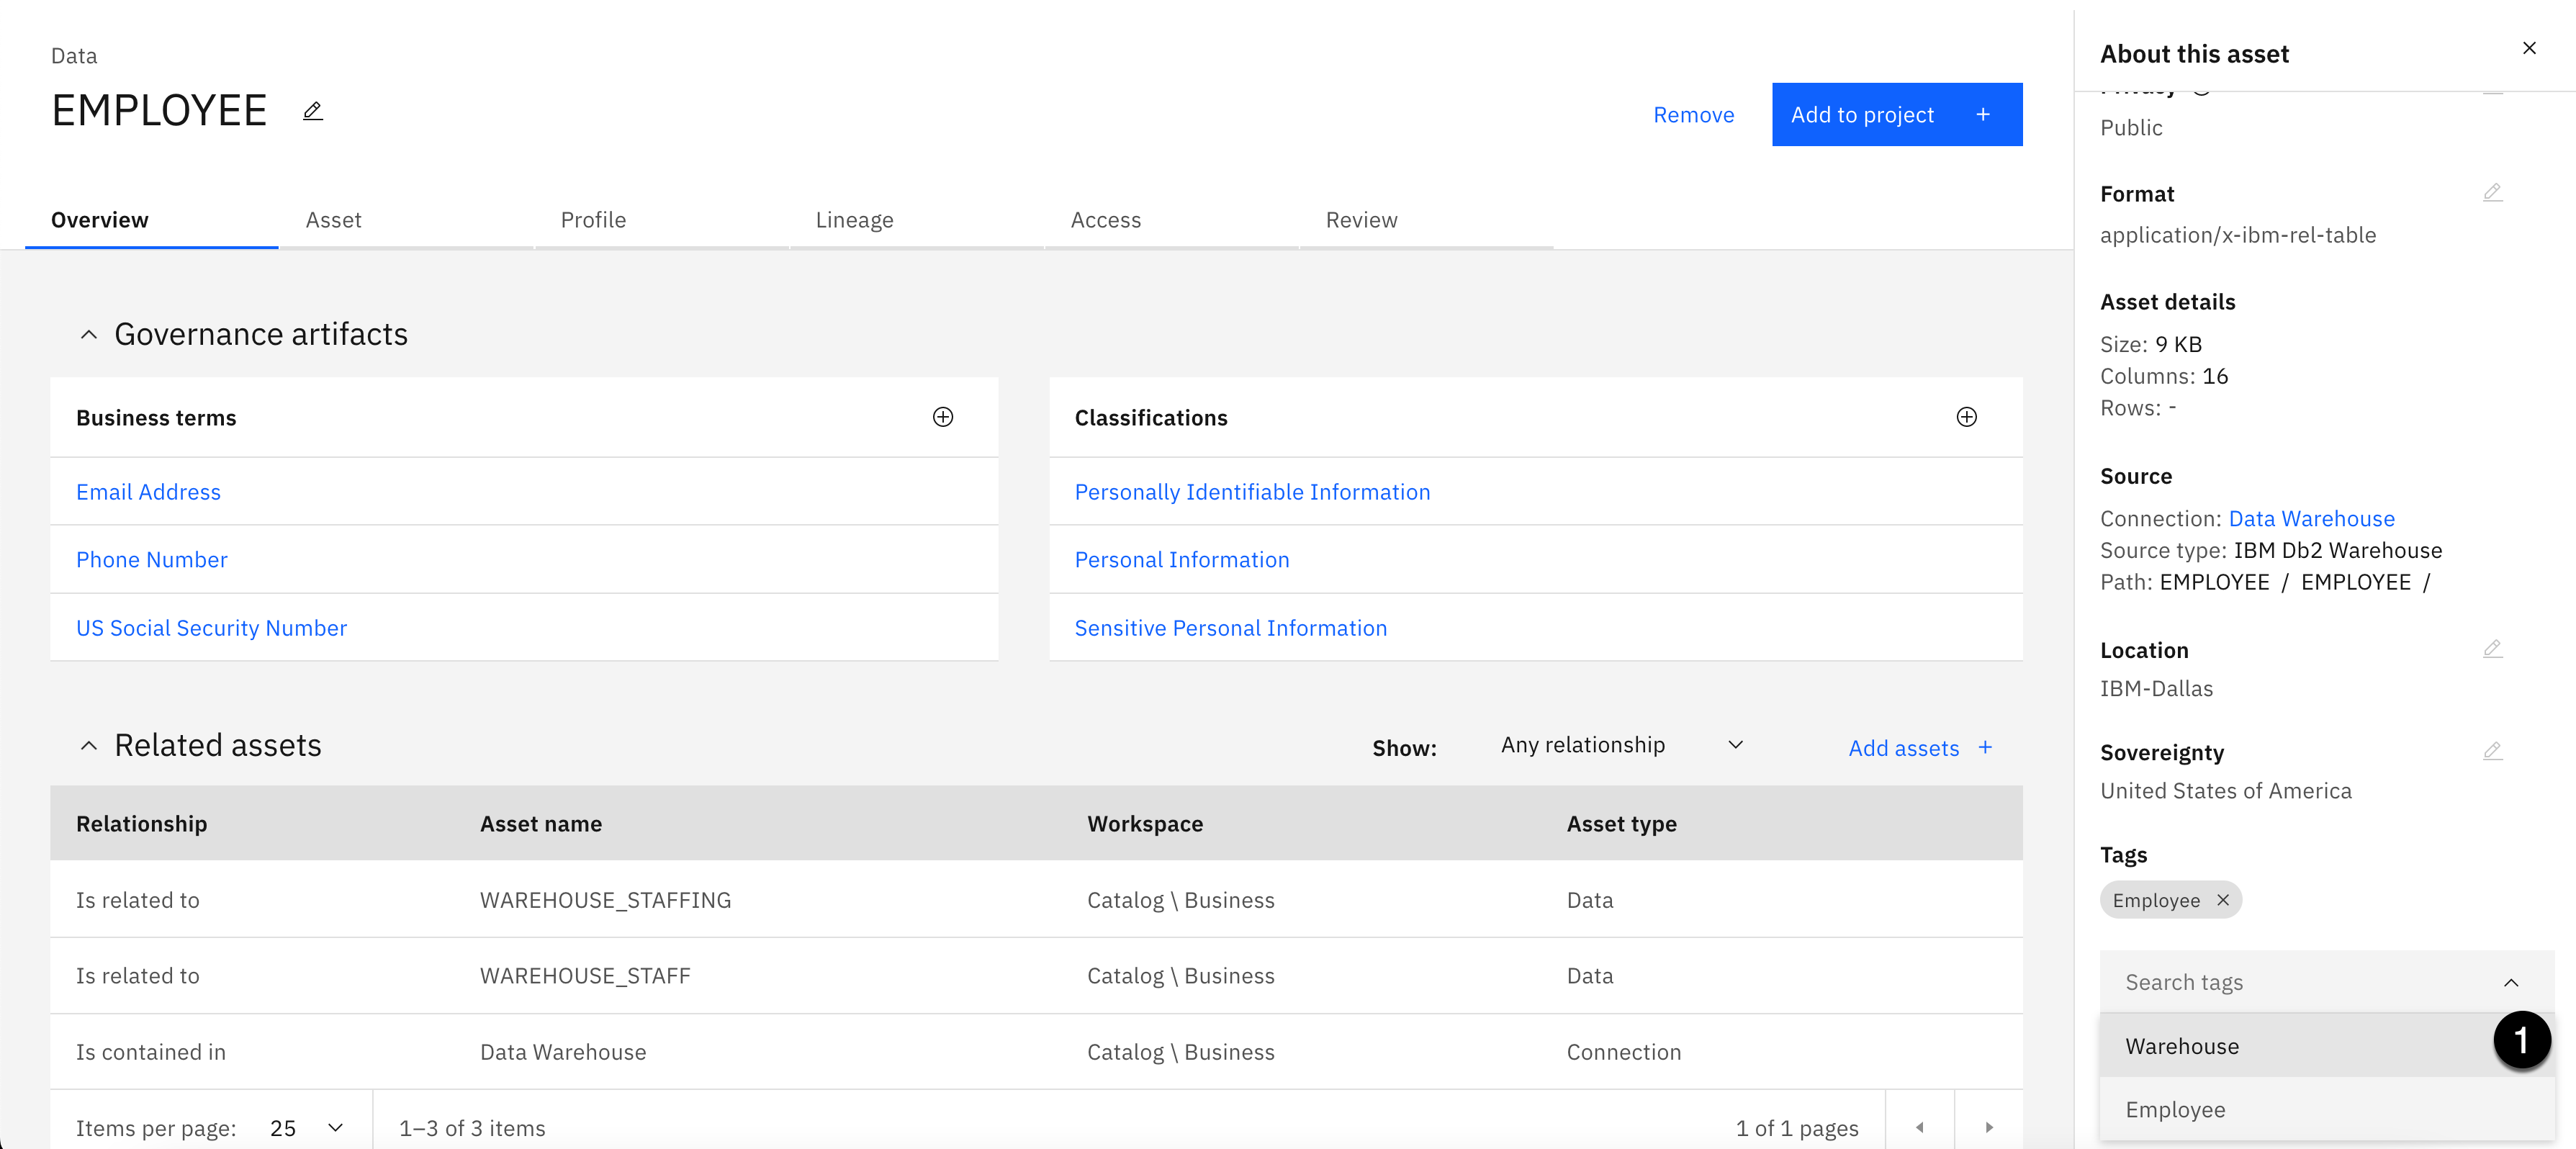 Data
EMPLOYEE
Remove
Add to project +
Overview
Asset
Profile
Lineage
Access
Review
Governance artifacts
Business terms
Email Address
Phone Number
US Social Security Number
Classifications
Personally Identifiable Information
Personal Information
Sensitive Personal Information
Related assets
Show: Any relationship
Add assets +
Relationship Asset name Workspace Asset type
Is related to WAREHOUSE_STAFFING Catalog \ Business Data
Is related to WAREHOUSE_STAFF Catalog \ Business Data
Is contained in Data Warehouse Catalog \ Business Connection
Items per page: 25 1–3 of 3 items 1 of 1 pages
About this asset
Privacy
Public
Format
application/x-ibm-rel-table
Asset details
Size: 9 KB
Columns: 16
Rows: -
Source
Connection: Data Warehouse
Source type: IBM Db2 Warehouse
Path: EMPLOYEE / EMPLOYEE /
Location
IBM-Dallas
Sovereignty
United States of America
Tags
Employee
Search tags
Warehouse
1
Employee